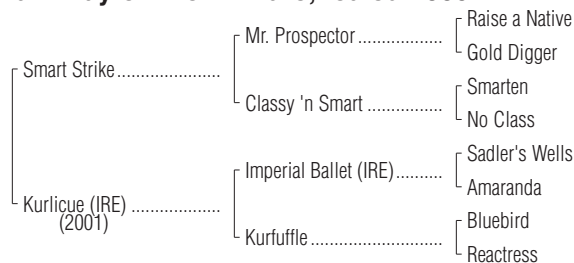 Raise a Native
Mr. Prospector
Gold Digger
Smart Strike
Smarten
Classy 'n Smart
No Class
Sadler's Wells
Imperial Ballet (IRE)
Amaranda
Kurlicue (IRE)
(2001)
Bluebird
Kurfuffle
Reactress